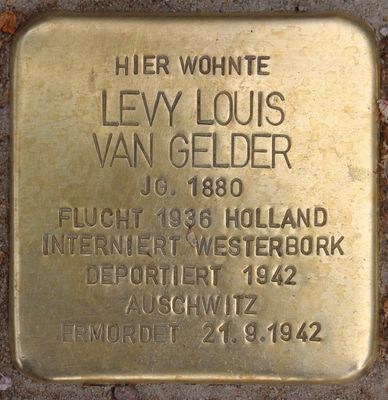 HIER WOHNTE
LEVY LOUIS
VAN GELDER
JG. 1880
FLUCHT 1936 HOLLAND
INTERNIERT WESTERBORK
DEPORTIERT 1942
AUSCHWITZ
ERMORDET 21.9.1942